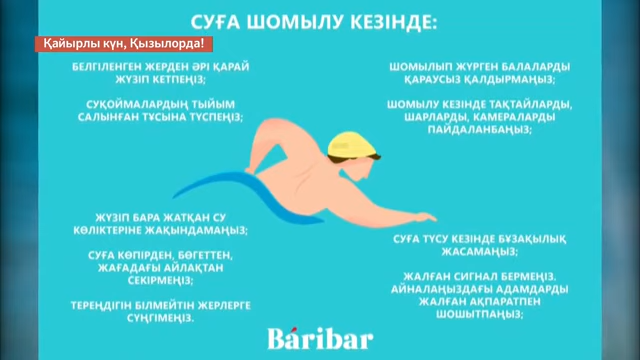 СУҒА ШОМЫЛУ КЕЗІНДЕ:
Қайырлы күн, Қызылорда!
БЕЛГІЛЕНГЕН ЖЕРДЕН ӘРІ ҚАРАЙ
ЖҮЗІП КЕТПЕҢІЗ;
СУҚОЙМАЛАРДЫҢ ТЫЙЫМ
САЛЫНҒАН ТҰСЫНА ТҮСПЕҢІЗ;
ШОМЫЛЫП ЖҮРГЕН БАЛАЛАРДЫ
ҚАРАУСЫЗ ҚАЛДЫРМАҢЫЗ;
ШОМЫЛУ КЕЗІНДЕ ТАҚТАЙЛАРДЫ,
ШАРЛАРДЫ, КАМЕРАЛАРДЫ
ПАЙДАЛАНБАҢЫЗ;
ЖҮЗІП БАРА ЖАТҚАН СУ
КӨЛІКТЕРІНЕ ЖАҚЫНДАМАҢЫЗ;
СУҒА КӨПІРДЕН, БӨГЕТТЕН,
ЖАҒАДАҒЫ АЙЛАҚТАН
СЕКІРМЕҢІЗ;
ТЕРЕҢДІГІН БІЛМЕЙТІН ЖЕРЛЕРГЕ
СҮҢГІМЕҢІЗ.
СУҒА ТҮСУ КЕЗІНДЕ БҰЗАҚЫЛЫҚ
ЖАСАМАҢЫЗ;
ЖАЛҒАН СИГНАЛ БЕРМЕҢІЗ.
АЙНАЛАҢЫЗДАҒЫ АДАМДАРДЫ
ЖАЛҒАН АҚПАРАТПЕН
ШОШЫТПАҢЫЗ;
Báribar